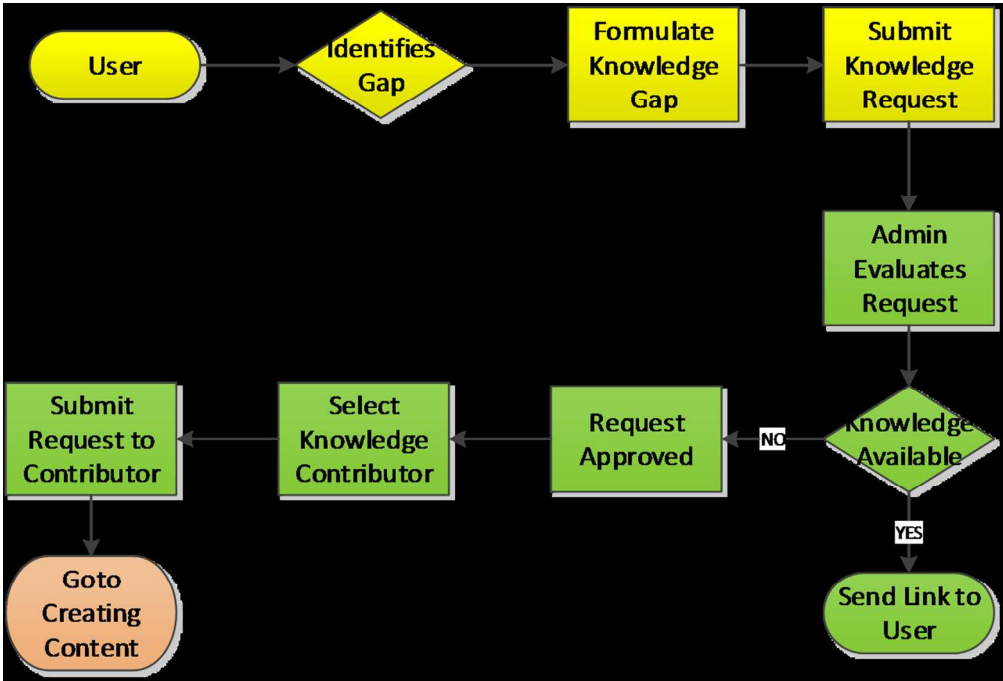 User
Identifies
Gap
Formulate
Knowledge
Gap
Submit
Knowledge
Request
Admin
Evaluates
Request
Knowledge
Available
NO
Request
Approved
Select
Knowledge
Contributor
Submit
Request to
Contributor
Goto
Creating
Content
YES
Send Link to
User